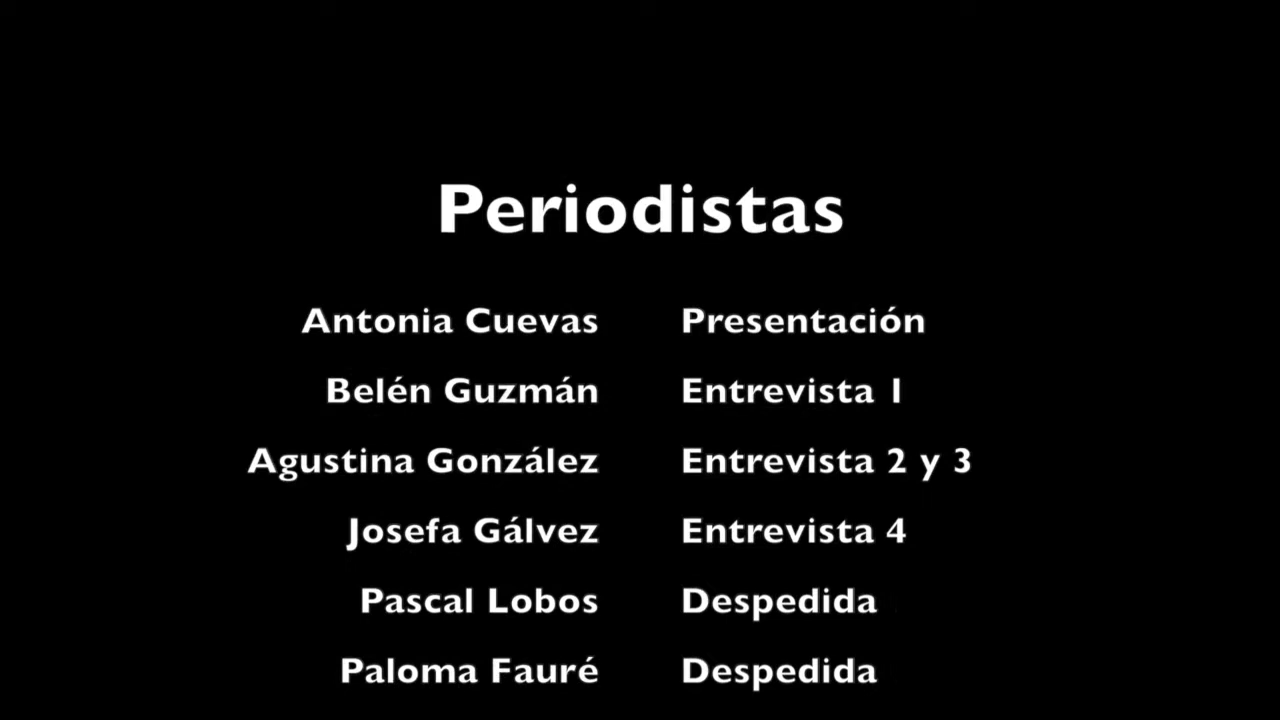 Periodistas
Antonia Cuevas Presentación
Belén Guzmán Entrevista 1
Agustina González Entrevista 2 y 3
Josefa Gálvez Entrevista 4
Pascal Lobos Despedida
Paloma Fauré Despedida